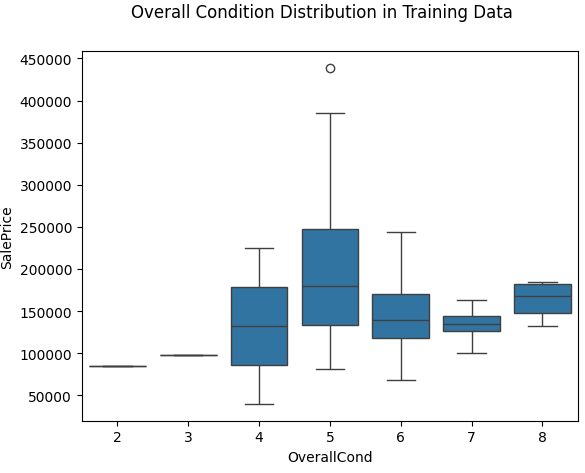 Overall Condition Distribution in Training Data
450000
400000
350000
300000
250000
200000
150000
100000
50000
SalePrice
2 3 4 5 6 7 8
OverallCond